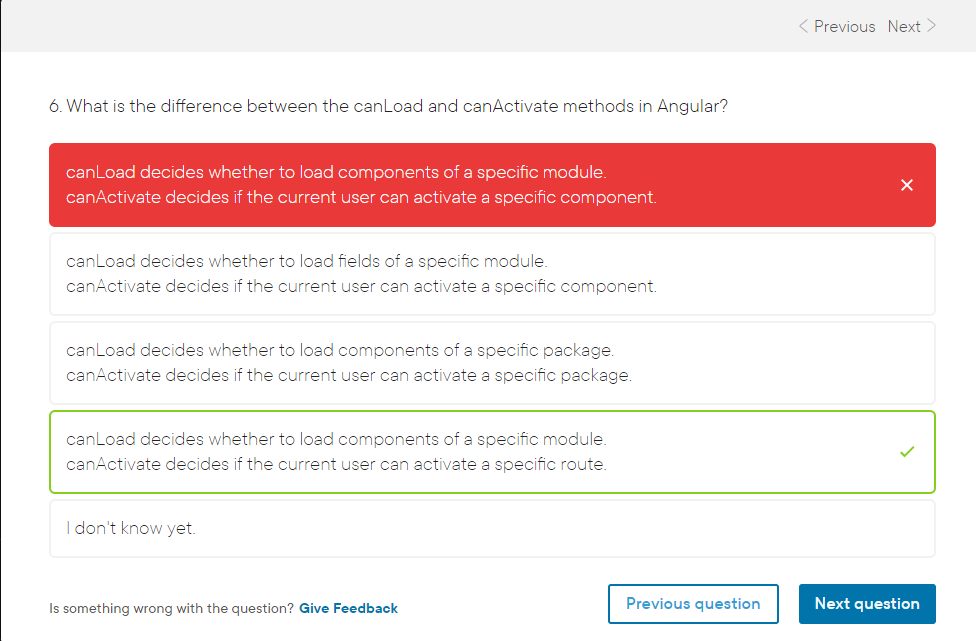 Previous Next
6. What is the difference between the canLoad and canActivate methods in Angular?
canLoad decides whether to load components of a specific module.
canActivate decides if the current user can activate a specific component.
canLoad decides whether to load fields of a specific module.
canActivate decides if the current user can activate a specific component.
canLoad decides whether to load components of a specific package.
canActivate decides if the current user can activate a specific package.
canLoad decides whether to load components of a specific module.
canActivate decides if the current user can activate a specific route.
I don't know yet.
Is something wrong with the question? Give Feedback
Previous question
Next question